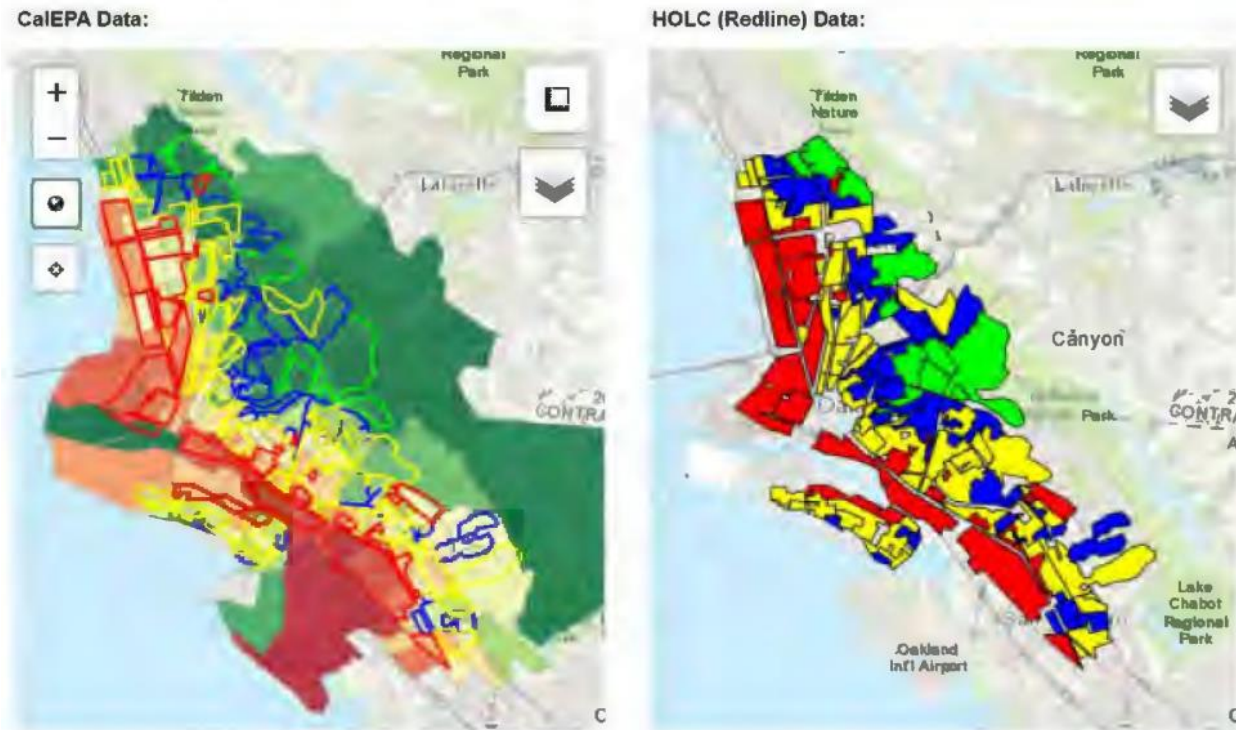 CalEPA Data:
HOLC (Redline) Data:
Regional
Park
Tilden
+
−
Lafayette
CONTRA
Regional
Park
Tilden
Nature
Lafayette
Canyon
Park
CONTRA
A
Oakland
Int'l Airport
Lake
Chabot
Regional
Park
C
C